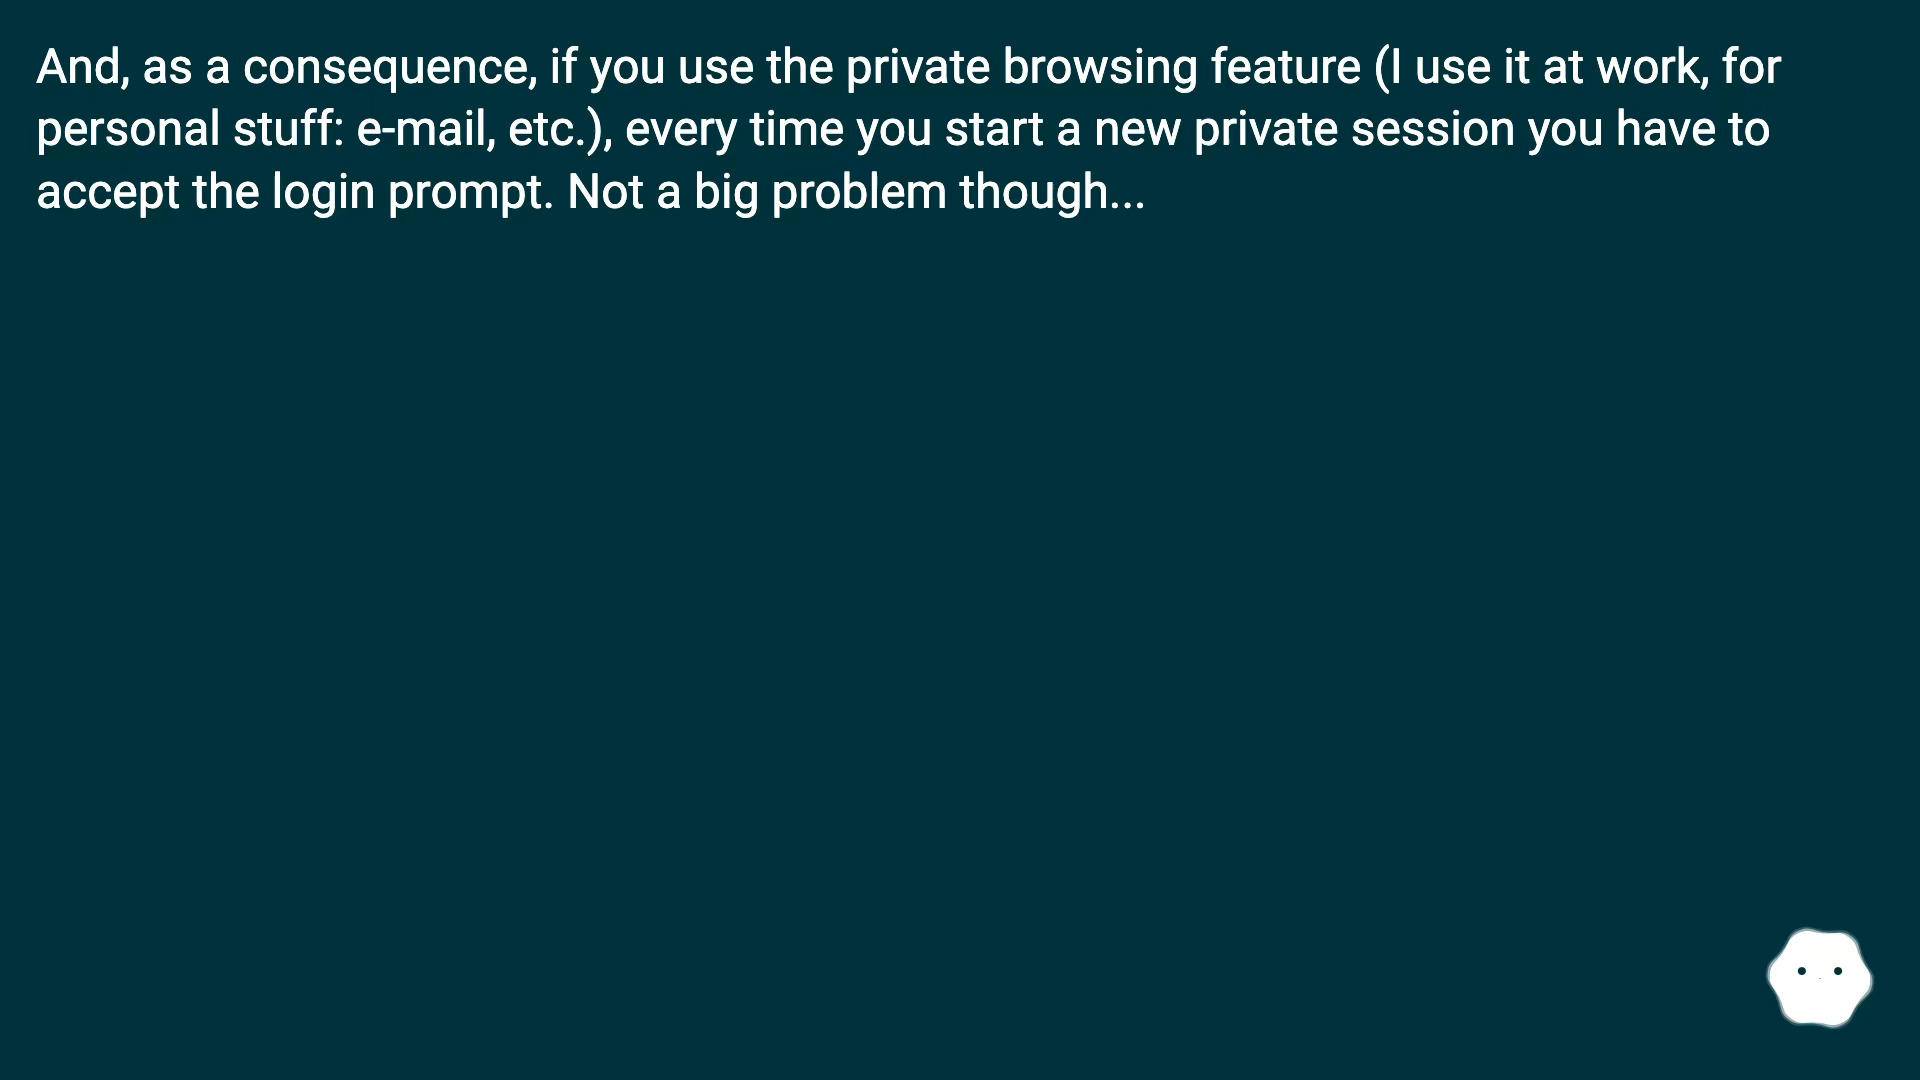 And, as a consequence, if you use the private browsing feature (I use it at work, for
personal stuff: e-mail, etc.), every time you start a new private session you have to
accept the login prompt. Not a big problem though...